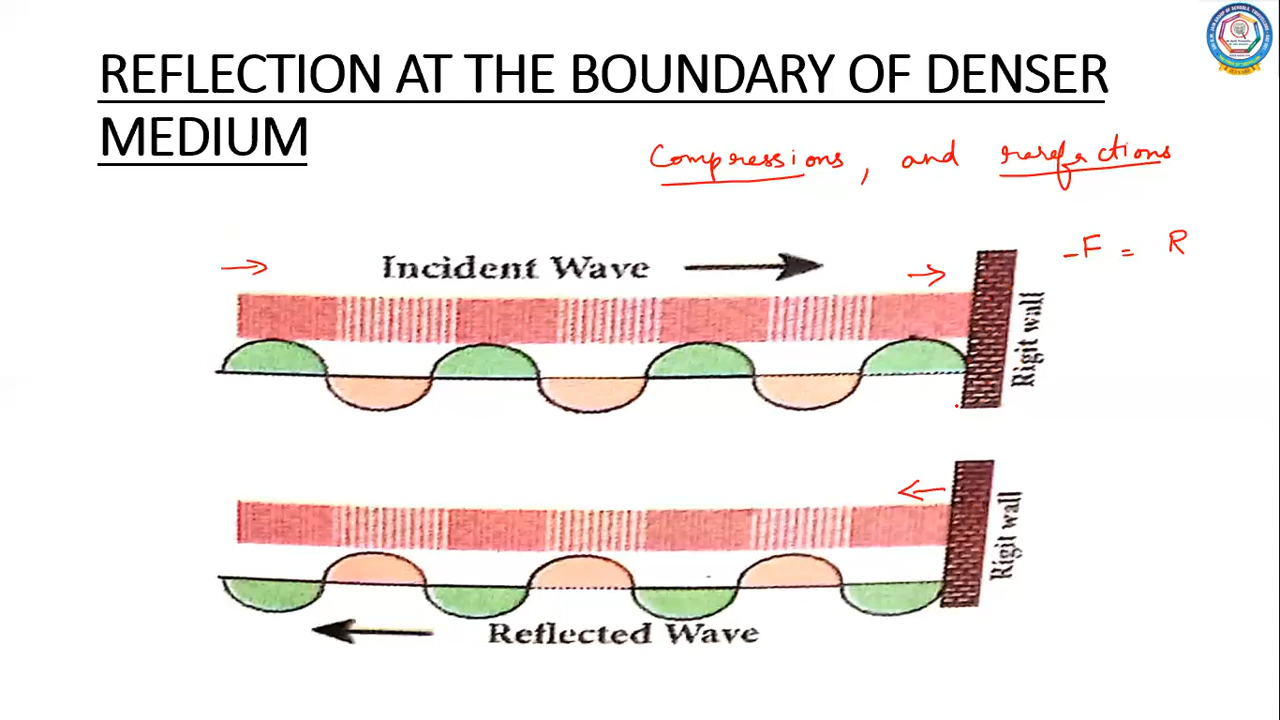 REFLECTION AT THE BOUNDARY OF DENSER
MEDIUM
Compressions, and rarefactions
-F = R
Incident Wave
Rigit wall
Rigit wall
Reflected Wave